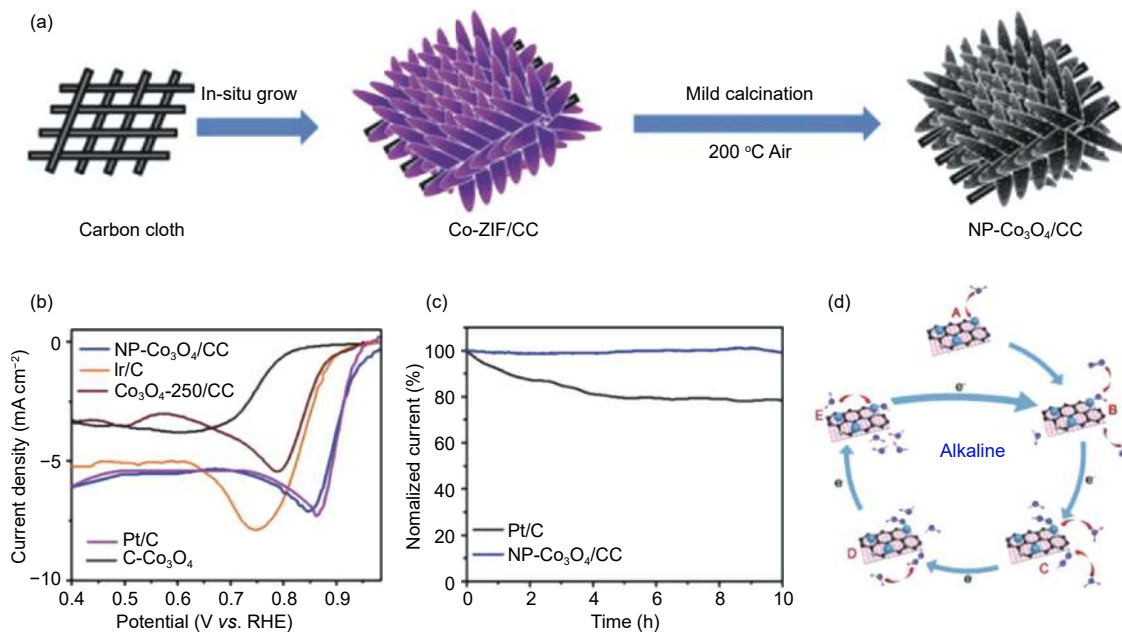 (a)
In-situ grow
Mild calcination
200 °C Air
Carbon cloth
Co-ZIF/CC
NP-Co₃O₄/CC
(b)
0
−5
−10
Current density (mA cm⁻²)
NP-Co₃O₄/CC
Ir/C
Co₃O₄-250/CC
Pt/C
C-Co₃O₄
0.4 0.5 0.6 0.7 0.8 0.9
Potential (V vs. RHE)
(c)
120
100
80
60
40
20
0
Nomalized current (%)
Pt/C
NP-Co₃O₄/CC
0 2 4 6 8 10
Time (h)
(d)
A
E
e⁻
B
Alkaline
e⁻
e⁻
D
C
e⁻